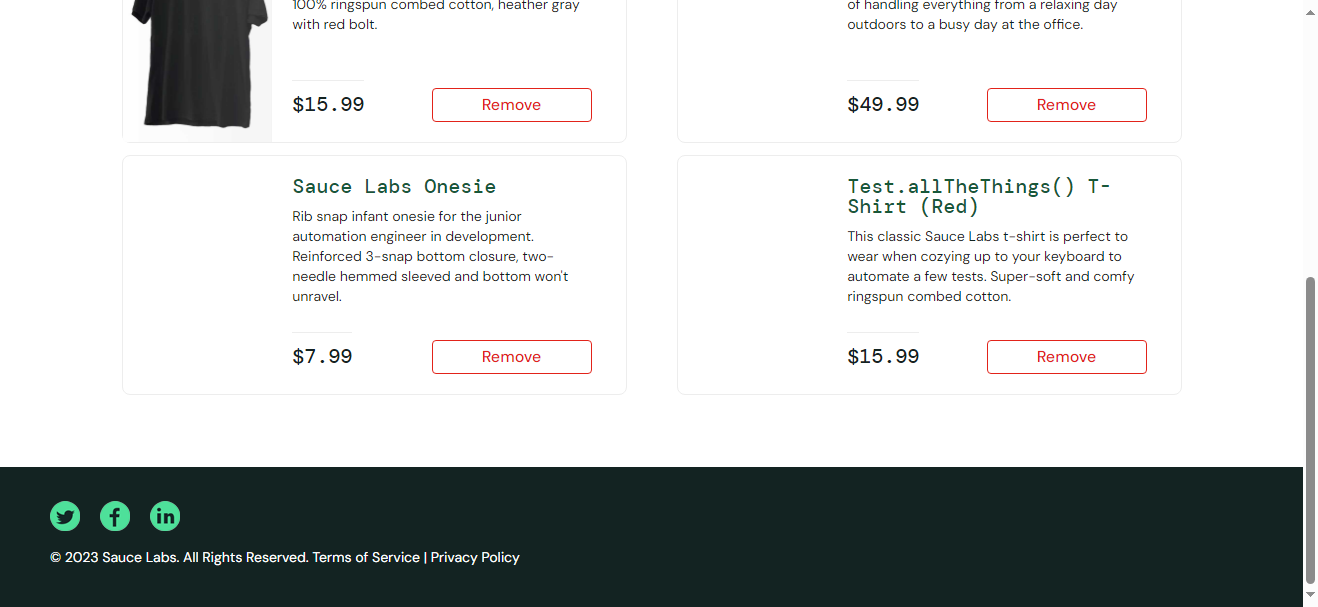 100% ringspun combed cotton, heather gray
with red bolt.
$15.99
Remove
of handling everything from a relaxing day
outdoors to a busy day at the office.
$49.99
Remove
Sauce Labs Onesie
Rib snap infant onesie for the junior
automation engineer in development.
Reinforced 3-snap bottom closure, two-
needle hemmed sleeved and bottom won't
unravel.
$7.99
Remove
Test.allTheThings() T-
Shirt (Red)
This classic Sauce Labs t-shirt is perfect to
wear when cozying up to your keyboard to
automate a few tests. Super-soft and comfy
ringspun combed cotton.
$15.99
Remove
© 2023 Sauce Labs. All Rights Reserved. Terms of Service | Privacy Policy